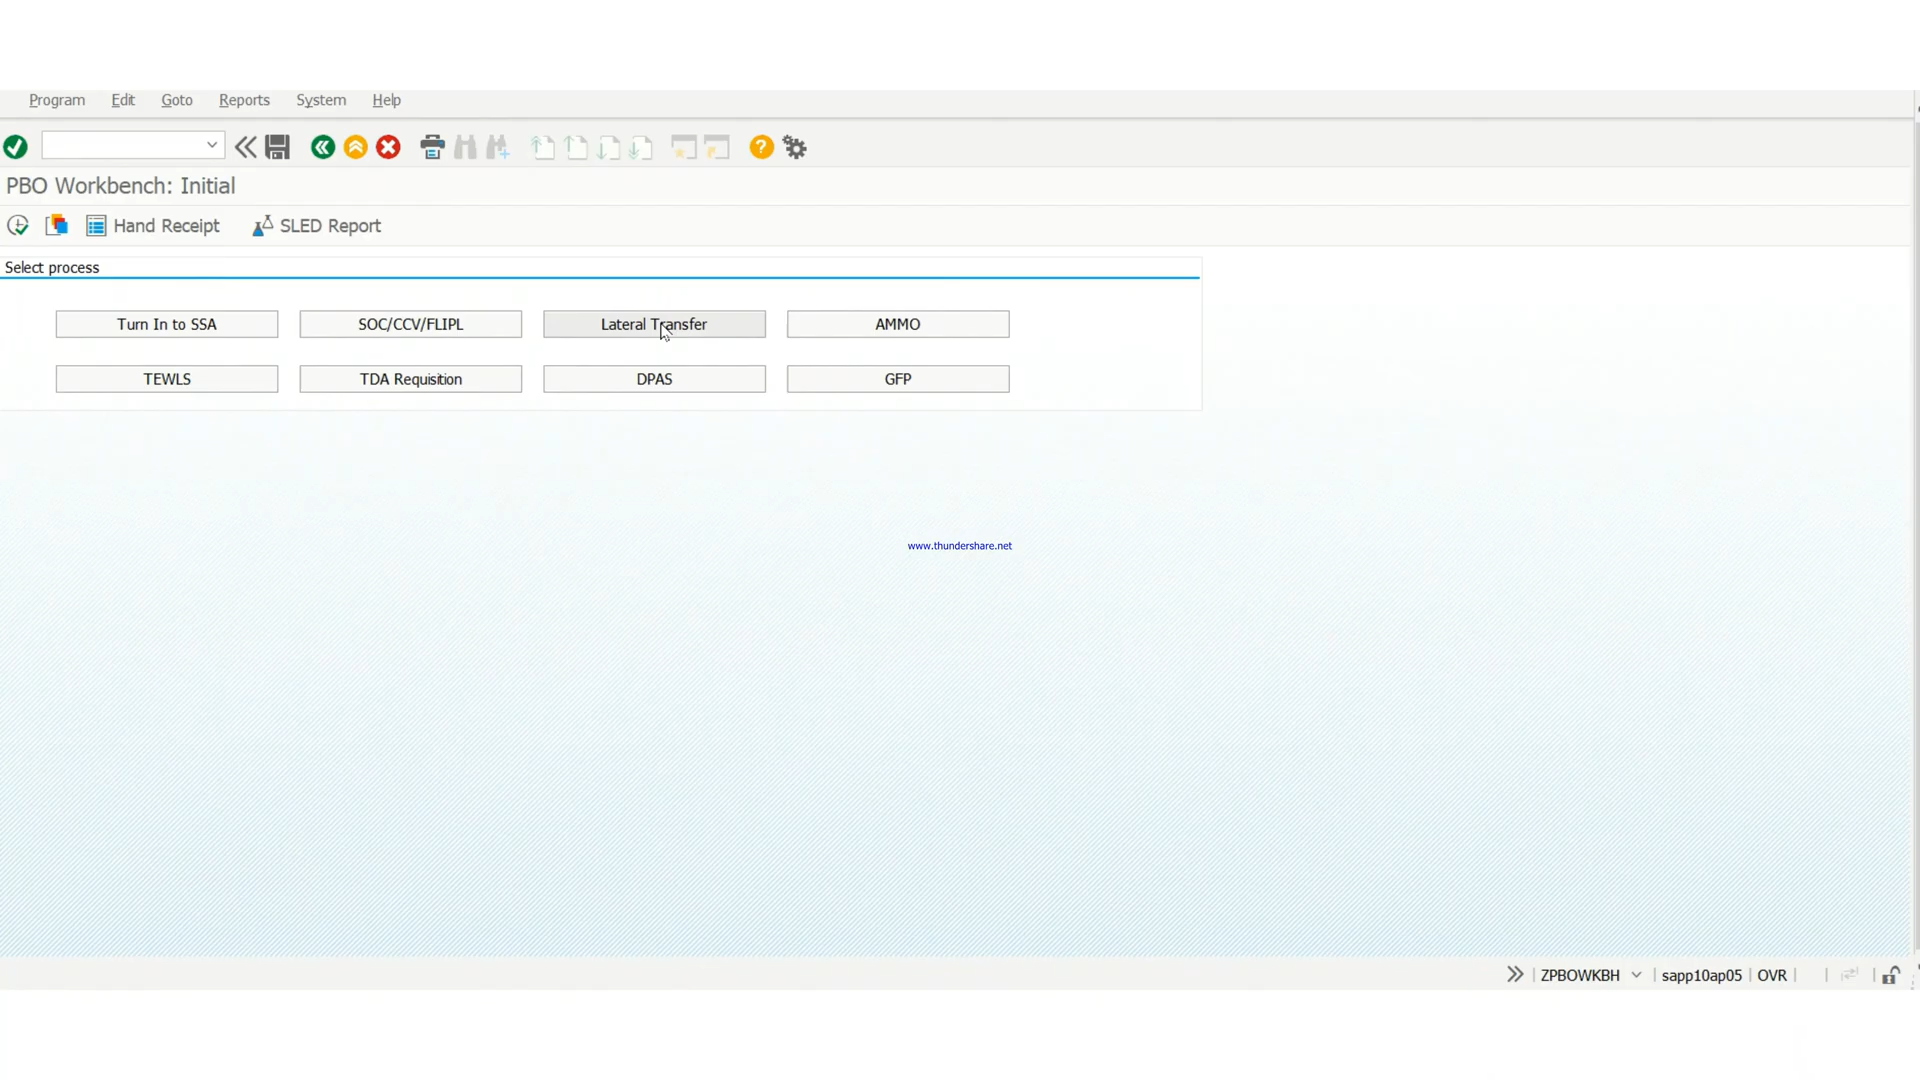 Program Edit Goto Reports System Help
PBO Workbench: Initial
Hand Receipt SLED Report
Select process
Turn In to SSA SOC/CCV/FLIPL Lateral Transfer AMMO
TEWLS TDA Requisition DPAS GFP
www.thundershare.net
ZPBOWKBH sapp10ap05 OVR